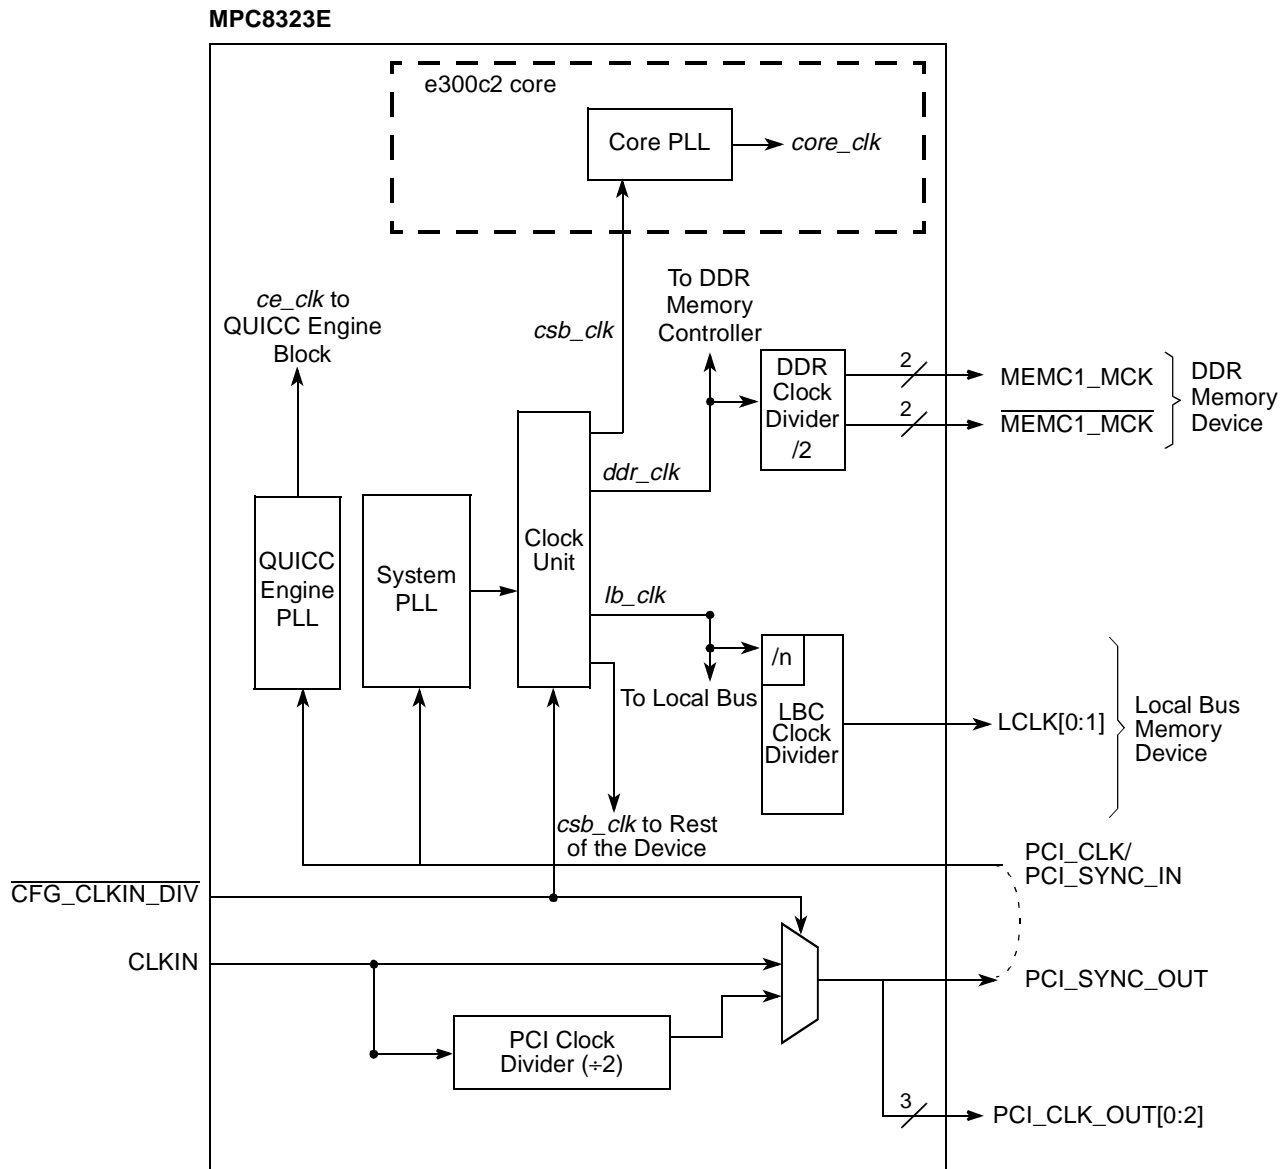 MPC8323E
e300c2 core
Core PLL
core_clk
To DDR
Memory
Controller
ce_clk to
QUICC Engine
Block
csb_clk
DDR
Clock
Divider
/2
2
MEMC1_MCK
2
MEMC1_MCK
DDR
Memory
Device
ddr_clk
QUICC
Engine
PLL
System
PLL
Clock
Unit
lb_clk
/n
To Local Bus
LBC
Clock
Divider
LCLK[0:1]
Local Bus
Memory
Device
csb_clk to Rest
of the Device
PCI_CLK/
PCI_SYNC_IN
CFG_CLKIN_DIV
CLKIN
PCI_SYNC_OUT
PCI Clock
Divider (÷2)
3
PCI_CLK_OUT[0:2]